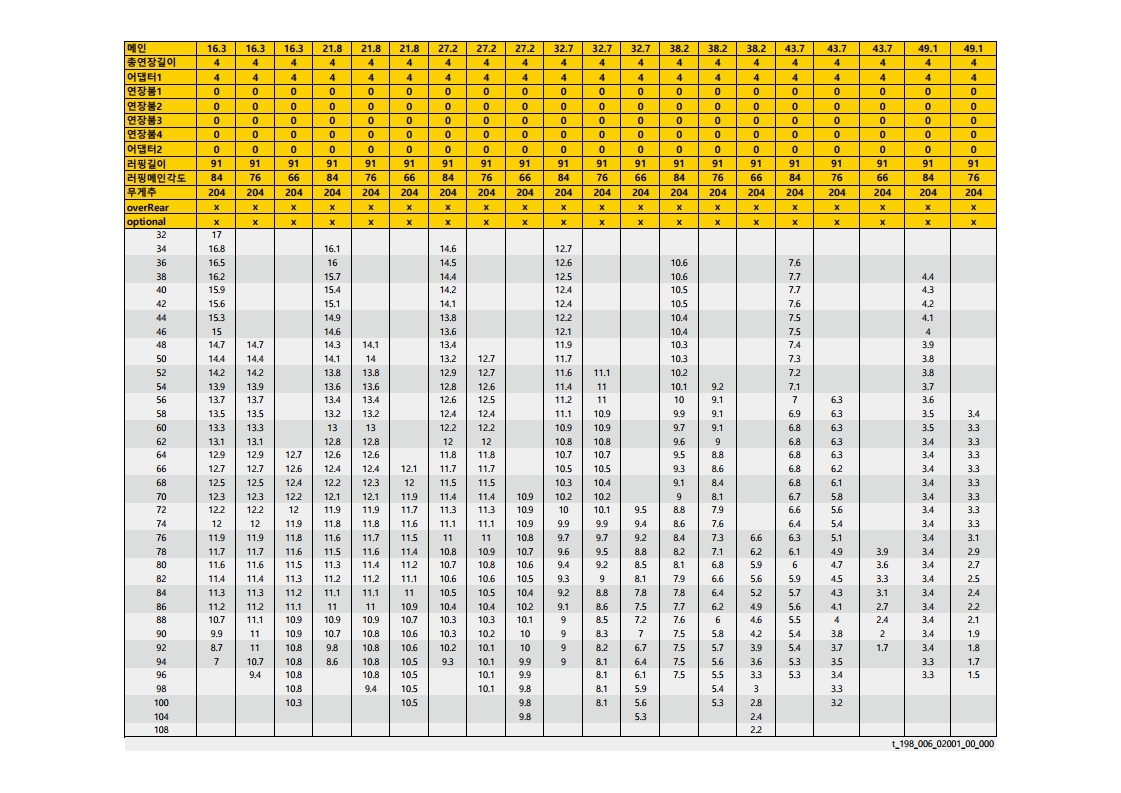 메인 16.3 16.3 16.3 21.8 21.8 21.8 27.2 27.2 27.2 32.7 32.7 32.7 38.2 38.2 38.2 43.7 43.7 43.7 49.1 49.1
총연장길이 4 4 4 4 4 4 4 4 4 4 4 4 4 4 4 4 4 4 4 4
어댑터1 4 4 4 4 4 4 4 4 4 4 4 4 4 4 4 4 4 4 4 4
연장붐1 0 0 0 0 0 0 0 0 0 0 0 0 0 0 0 0 0 0 0 0
연장붐2 0 0 0 0 0 0 0 0 0 0 0 0 0 0 0 0 0 0 0 0
연장붐3 0 0 0 0 0 0 0 0 0 0 0 0 0 0 0 0 0 0 0 0
연장붐4 0 0 0 0 0 0 0 0 0 0 0 0 0 0 0 0 0 0 0 0
어댑터2 0 0 0 0 0 0 0 0 0 0 0 0 0 0 0 0 0 0 0 0
러핑길이 91 91 91 91 91 91 91 91 91 91 91 91 91 91 91 91 91 91 91 91
러핑메인각도 84 76 66 84 76 66 84 76 66 84 76 66 84 76 66 84 76 66 84 76
무게추 204 204 204 204 204 204 204 204 204 204 204 204 204 204 204 204 204 204 204 204
overRear x x x x x x x x x x x x x x x x x x x x
optional x x x x x x x x x x x x x x x x x x x x
32 17
34 16.8 16.1 14.6 12.7
36 16.5 16 14.5 12.6 10.6 7.6
38 16.2 15.7 14.4 12.5 10.6 7.7 4.4
40 15.9 15.4 14.2 12.4 10.5 7.7 4.3
42 15.6 15.1 14.1 12.4 10.5 7.6 4.2
44 15.3 14.9 13.8 12.2 10.4 7.5 4.1
46 15 14.6 13.6 12.1 10.4 7.5 4
48 14.7 14.7 14.3 14.1 13.4 11.9 10.3 7.4 3.9
50 14.4 14.4 14.1 14 13.2 12.7 11.7 10.3 7.3 3.8
52 14.2 14.2 13.8 13.8 12.9 12.7 11.6 11.1 10.2 7.2 3.8
54 13.9 13.9 13.6 13.6 12.8 12.6 11.4 11 10.1 9.2 7.1 3.7
56 13.7 13.7 13.4 13.4 12.6 12.5 11.2 11 10 9.1 7 6.3 3.6
58 13.5 13.5 13.2 13.2 12.4 12.4 11.1 10.9 9.9 9.1 6.9 6.3 3.5 3.4
60 13.3 13.3 13 13 12.2 12.2 10.9 10.9 9.7 9.1 6.8 6.3 3.5 3.3
62 13.1 13.1 12.8 12.8 12 12 10.8 10.8 9.6 9 6.8 6.3 3.4 3.3
64 12.9 12.9 12.7 12.6 12.6 11.8 11.8 10.7 10.7 9.5 8.8 6.8 6.3 3.4 3.3
66 12.7 12.7 12.6 12.4 12.4 12.1 11.7 11.7 10.5 10.5 9.3 8.6 6.8 6.2 3.4 3.3
68 12.5 12.5 12.4 12.2 12.3 12 11.5 11.5 10.3 10.4 9.1 8.4 6.8 6.1 3.4 3.3
70 12.3 12.3 12.2 12.1 12.1 11.9 11.4 11.4 10.9 10.2 10.2 9 8.1 6.7 5.8 3.4 3.3
72 12.2 12.2 12 11.9 11.9 11.7 11.3 11.3 10.9 10 10.1 9.5 8.8 7.9 6.6 5.6 3.4 3.3
74 12 12 11.9 11.8 11.8 11.6 11.1 11.1 10.9 9.9 9.9 9.4 8.6 7.6 6.4 5.4 3.4 3.3
76 11.9 11.9 11.8 11.6 11.7 11.5 11 11 10.8 9.7 9.7 9.2 8.4 7.3 6.6 6.3 5.1 3.4 3.1
78 11.7 11.7 11.6 11.5 11.6 11.4 10.8 10.9 10.7 9.6 9.5 8.8 8.2 7.1 6.2 6.1 4.9 3.9 3.4 2.9
80 11.6 11.6 11.5 11.3 11.4 11.2 10.7 10.8 10.6 9.4 9.2 8.5 8.1 6.8 5.9 6 4.7 3.6 3.4 2.7
82 11.4 11.4 11.3 11.2 11.2 11.1 10.6 10.6 10.5 9.3 9 8.1 7.9 6.6 5.6 5.9 4.5 3.3 3.4 2.5
84 11.3 11.3 11.2 11.1 11.1 11 10.5 10.5 10.4 9.2 8.8 7.8 7.8 6.4 5.2 5.7 4.3 3.1 3.4 2.4
86 11.2 11.2 11.1 11 11 10.9 10.4 10.4 10.2 9.1 8.6 7.5 7.7 6.2 4.9 5.6 4.1 2.7 3.4 2.2
88 10.7 11.1 10.9 10.9 10.9 10.7 10.3 10.3 10.1 9 8.5 7.2 7.6 6 4.6 5.5 4 2.4 3.4 2.1
90 9.9 11 10.9 10.7 10.8 10.6 10.3 10.2 10 9 8.3 7 7.5 5.8 4.2 5.4 3.8 2 3.4 1.9
92 8.7 11 10.8 9.8 10.8 10.6 10.2 10.1 10 9 8.2 6.7 7.5 5.7 3.9 5.4 3.7 1.7 3.4 1.8
94 7 10.7 10.8 8.6 10.8 10.5 9.3 10.1 9.9 9 8.1 6.4 7.5 5.6 3.6 5.3 3.5 3.3 1.7
96 9.4 10.8 10.8 10.5 10.1 9.9 8.1 6.1 7.5 5.5 3.3 5.3 3.4 3.3 1.5
98 10.8 9.4 10.5 10.1 9.8 8.1 5.9 5.4 3 3.3
100 10.3 10.5 9.8 8.1 5.6 5.3 2.8 3.2
104 9.8 5.3 2.4
108 2.2
t_198_006_02001_00_000